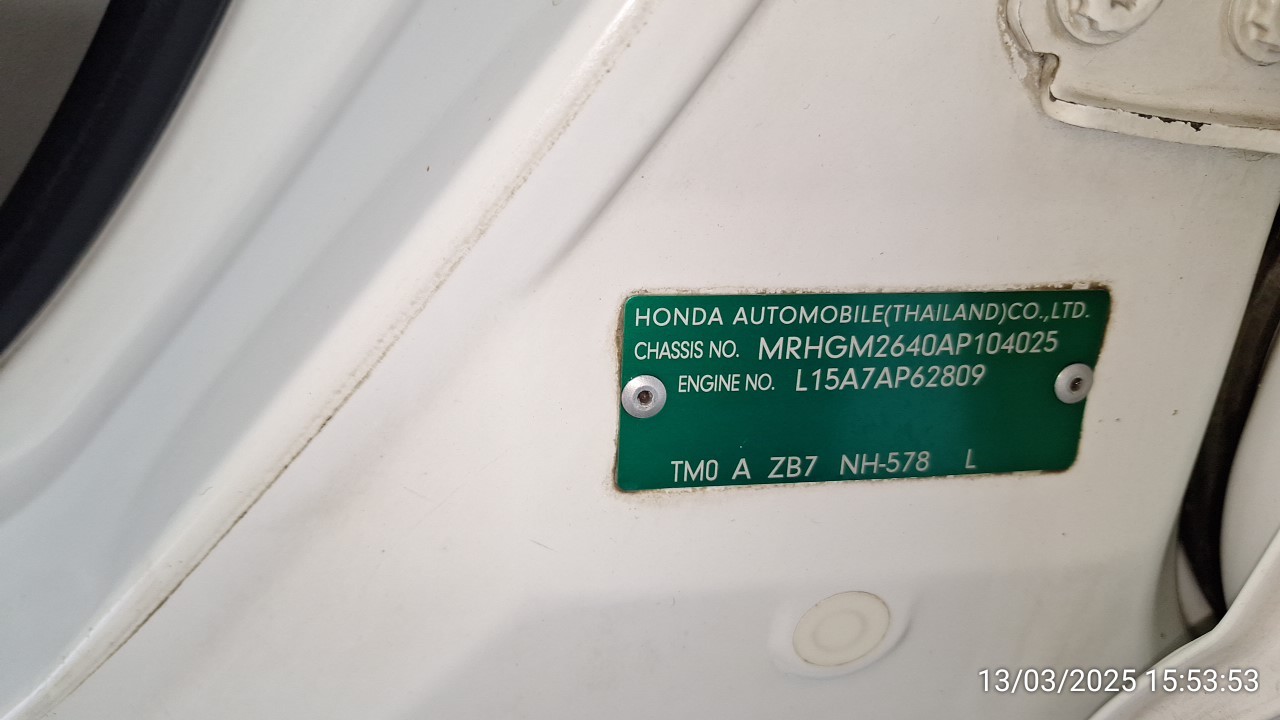 HONDA AUTOMOBILE(THAILAND)CO.,LTD.
CHASSIS NO. MRHGM2640AP104025
ENGINE NO. L15A7AP62809
TM0 A ZB7 NH-578 L
13/03/2025 15:53:53